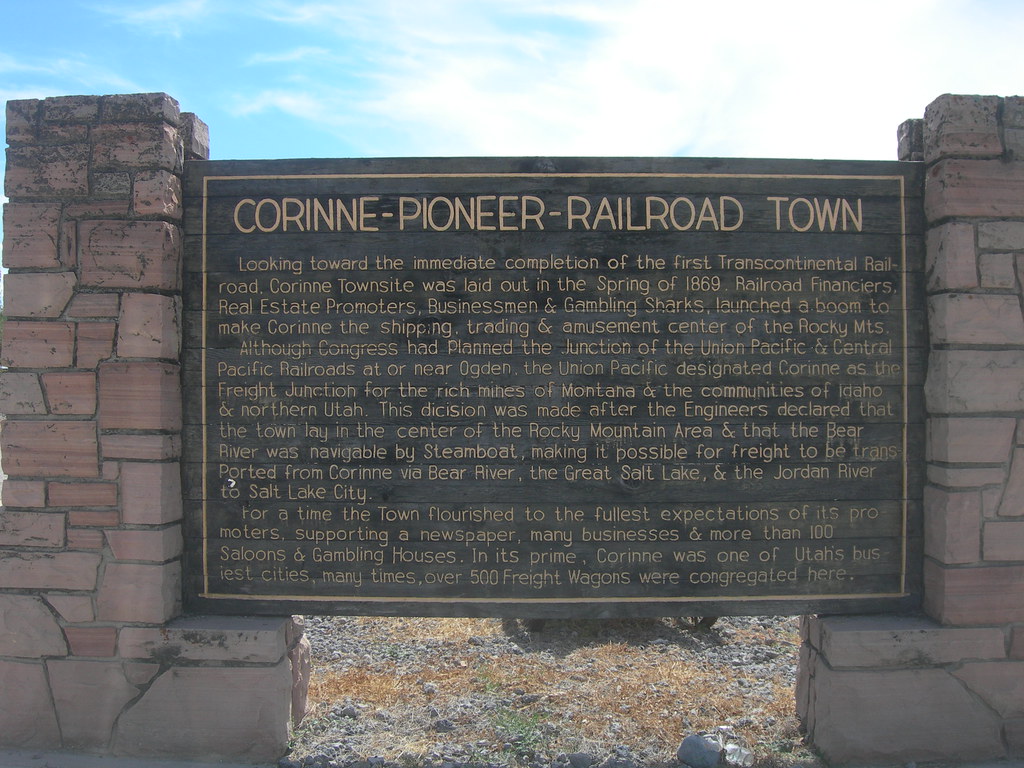 CORINNE-PIONEER-RAILROAD TOWN
Looking toward the immediate completion of the first Transcontinental Rail-
road, Corinne Townsite was laid out in the Spring of 1869. Railroad Financiers,
Real Estate Promoters, Businessmen & Gambling Sharks, launched a boom to
make Corinne the shipping, trading & amusement center of the Rocky Mts.
Although Congress had Planned the Junction of the Union Pacific & Central
Pacific Railroads at or near Ogden, the Union Pacific designated Corinne as the
Freight Junction for the rich mines of Montana & the communities of Idaho
& northern Utah. This dicision was made after the Engineers declared that
the town lay in the center of the Rocky Mountain Area & that the Bear
River was navigable by Steamboat, making it possible for freight to be trans-
Ported from Corinne via Bear River, the Great Salt Lake, & the Jordan River
to Salt Lake City.
For a time the Town flourished to the fullest expectations of its pro-
moters, supporting a newspaper, many businesses & more than 100
Saloons & Gambling Houses. In its prime, Corinne was one of Utah's bus-
iest cities, many times, over 500 Freight Wagons were congregated here.